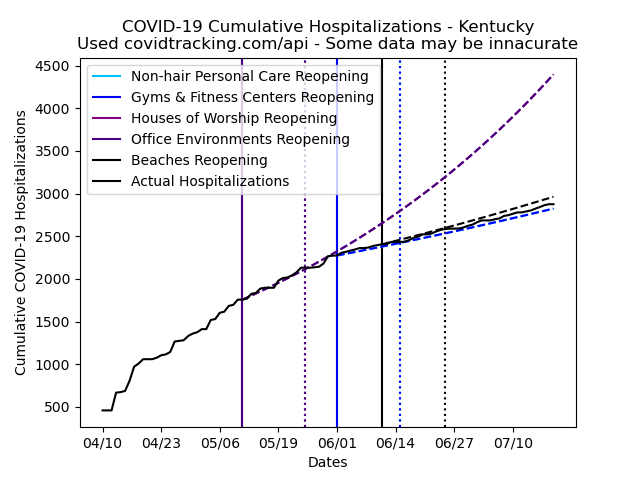 COVID-19 Cumulative Hospitalizations - Kentucky
Used covidtracking.com/api - Some data may be innacurate
Non-hair Personal Care Reopening
Gyms & Fitness Centers Reopening
Houses of Worship Reopening
Office Environments Reopening
Beaches Reopening
Actual Hospitalizations
Cumulative COVID-19 Hospitalizations
4500
4000
3500
3000
2500
2000
1500
1000
500
04/10 04/23 05/06 05/19 06/01 06/14 06/27 07/10
Dates